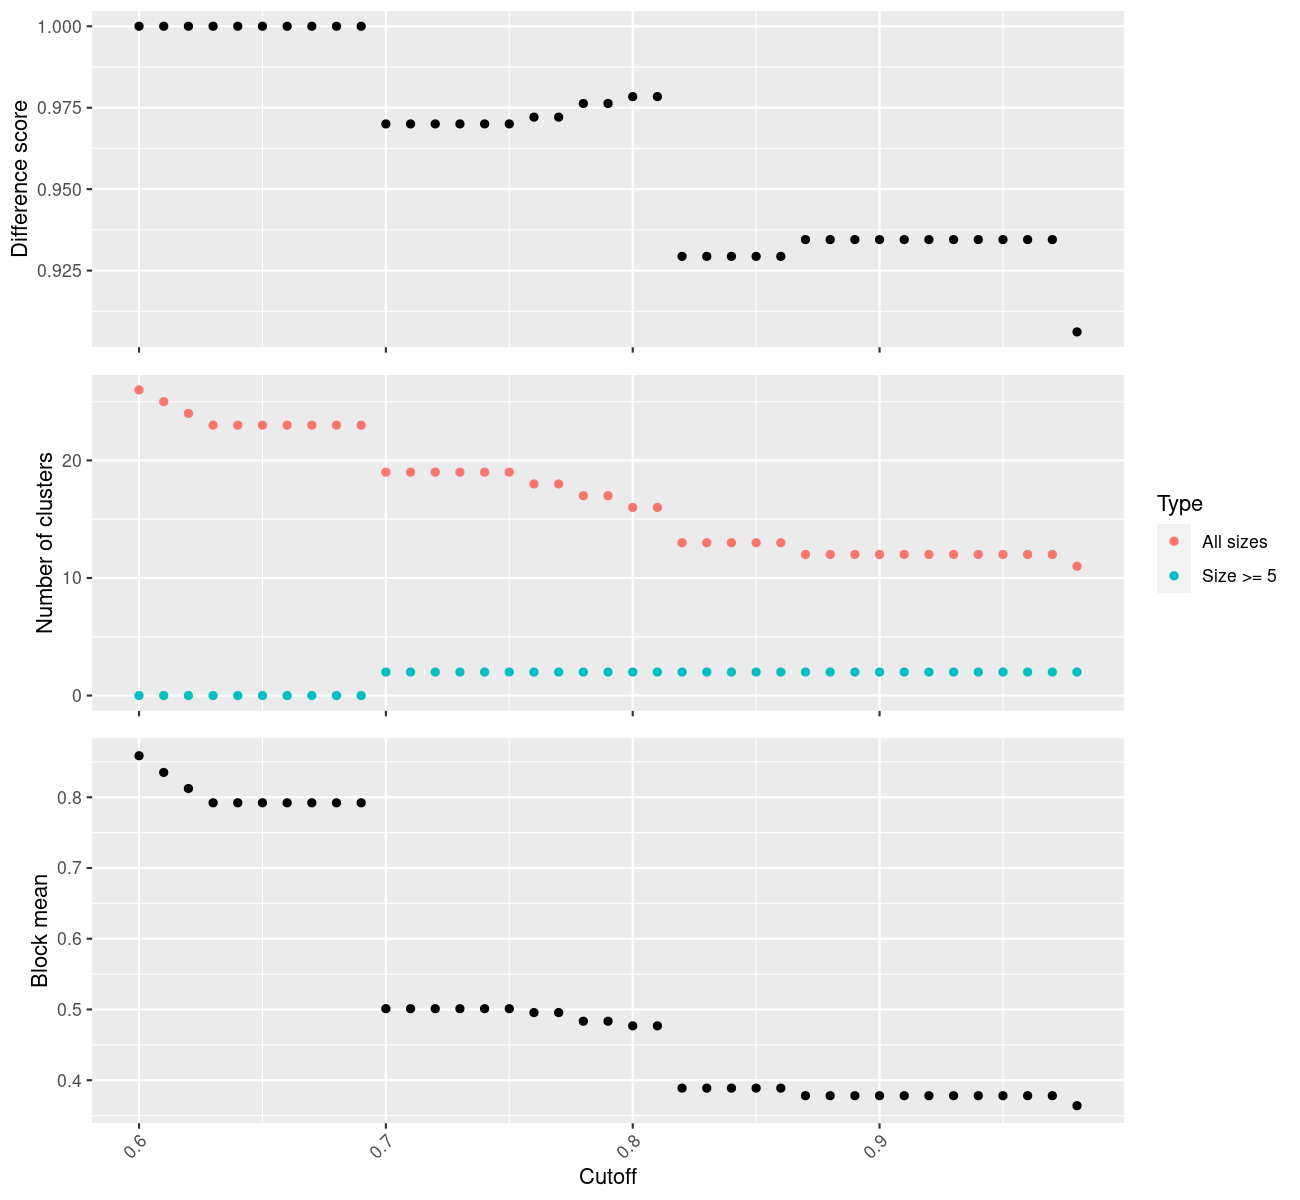 Difference score
1.000
0.975
0.950
0.925
Number of clusters
20
10
0
Type
All sizes
Size >= 5
Block mean
0.8
0.7
0.6
0.5
0.4
0.6
0.7
0.8
0.9
Cutoff